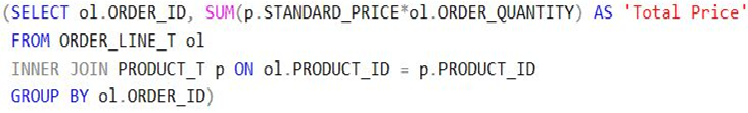 (SELECT ol.ORDER_ID, SUM(p.STANDARD_PRICE*ol.ORDER_QUANTITY) AS 'Total Price'
FROM ORDER_LINE_T ol
INNER JOIN PRODUCT_T p ON ol.PRODUCT_ID = p.PRODUCT_ID
GROUP BY ol.ORDER_ID)